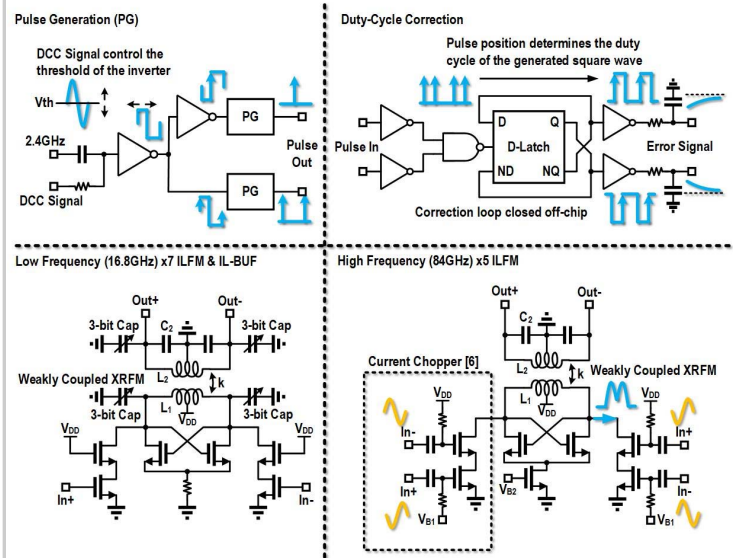 Pulse Generation (PG)
DCC Signal control the
threshold of the inverter
Vth
2.4GHz
DCC Signal
PG
PG
Pulse
Out
Duty-Cycle Correction
Pulse position determines the duty
cycle of the generated square wave
Pulse In
D
Q
D-Latch
ND
NQ
Error Signal
Correction loop closed off-chip
Low Frequency (16.8GHz) x7 ILFM & IL-BUF
Out+
Out-
3-bit Cap
C2
3-bit Cap
L2
k
Weakly Coupled XRFM
L1
3-bit Cap
VDD
3-bit Cap
VDD
VDD
In+
In-
High Frequency (84GHz) x5 ILFM
Out+
Out-
C2
Current Chopper [6]
L2
k
Weakly Coupled XRFM
L1
VDD
VDD
VDD
In-
In+
In+
In-
VB2
VB1
VB1